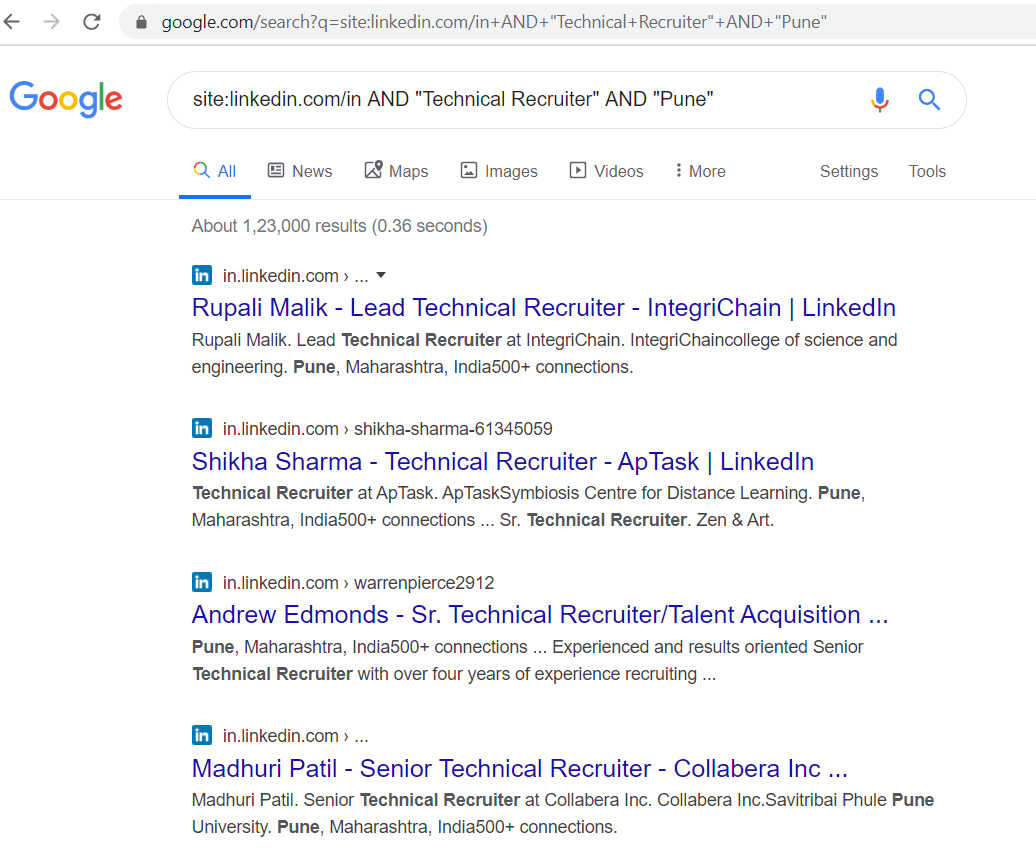 google.com/search?q=site:linkedin.com/in+AND+"Technical+Recruiter"+AND+"Pune"
Google
site:linkedin.com/in AND "Technical Recruiter" AND "Pune"
All News Maps Images Videos More Settings Tools
About 1,23,000 results (0.36 seconds)
in in.linkedin.com › ...
Rupali Malik - Lead Technical Recruiter - IntegriChain | LinkedIn
Rupali Malik. Lead Technical Recruiter at IntegriChain. IntegriChaincollege of science and
engineering. Pune, Maharashtra, India500+ connections.
in in.linkedin.com › shikha-sharma-61345059
Shikha Sharma - Technical Recruiter - ApTask | LinkedIn
Technical Recruiter at ApTask. ApTaskSymbiosis Centre for Distance Learning. Pune,
Maharashtra, India500+ connections ... Sr. Technical Recruiter. Zen & Art.
in in.linkedin.com › warrenpierce2912
Andrew Edmonds - Sr. Technical Recruiter/Talent Acquisition ...
Pune, Maharashtra, India500+ connections ... Experienced and results oriented Senior
Technical Recruiter with over four years of experience recruiting ...
in in.linkedin.com › ...
Madhuri Patil - Senior Technical Recruiter - Collabera Inc ...
Madhuri Patil. Senior Technical Recruiter at Collabera Inc. Collabera Inc.Savitribai Phule Pune
University. Pune, Maharashtra, India500+ connections.